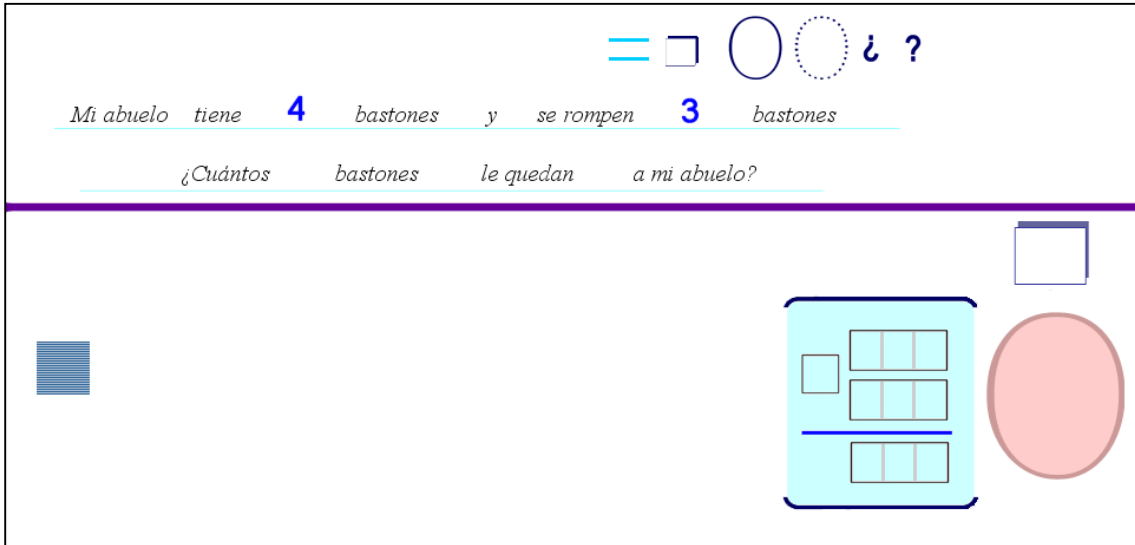 ¿ ?
Mi abuelo tiene 4 bastones y se rompen 3 bastones
¿Cuántos bastones le quedan a mi abuelo?